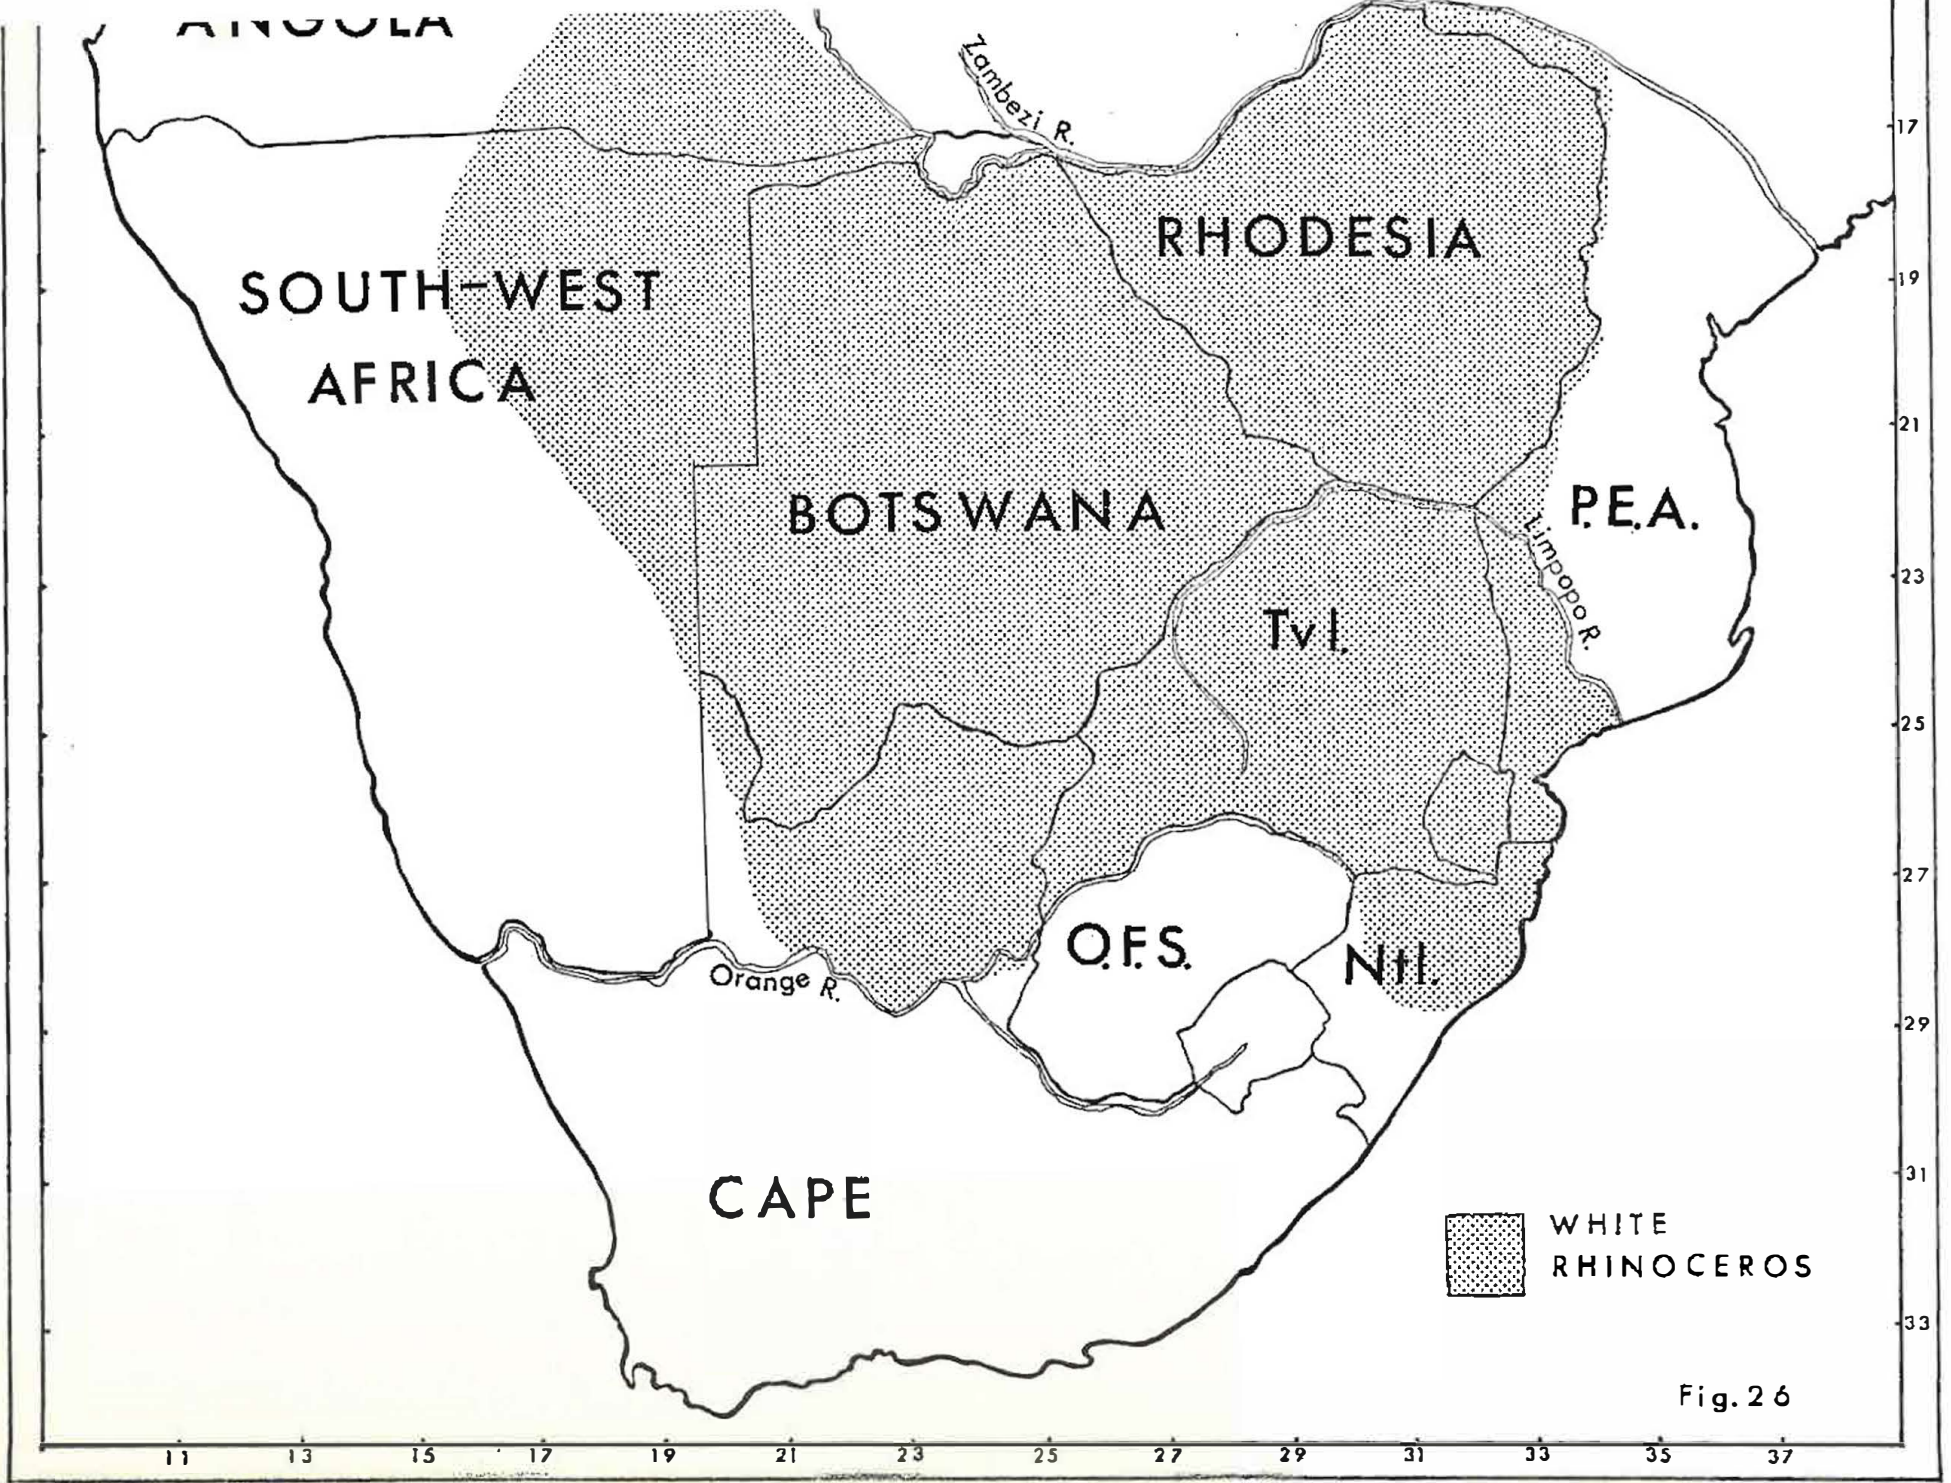 ANGOLA
Zambezi R.
17
RHODESIA
19
SOUTH-WEST
AFRICA
21
BOTSWANA
P.E.A.
Limpopo R.
23
Tvl.
25
27
O.F.S.
Ntl.
Orange R.
29
31
CAPE
WHITE
RHINOCEROS
33
Fig. 26
11 13 15 17 19 21 23 25 27 29 31 33 35 37